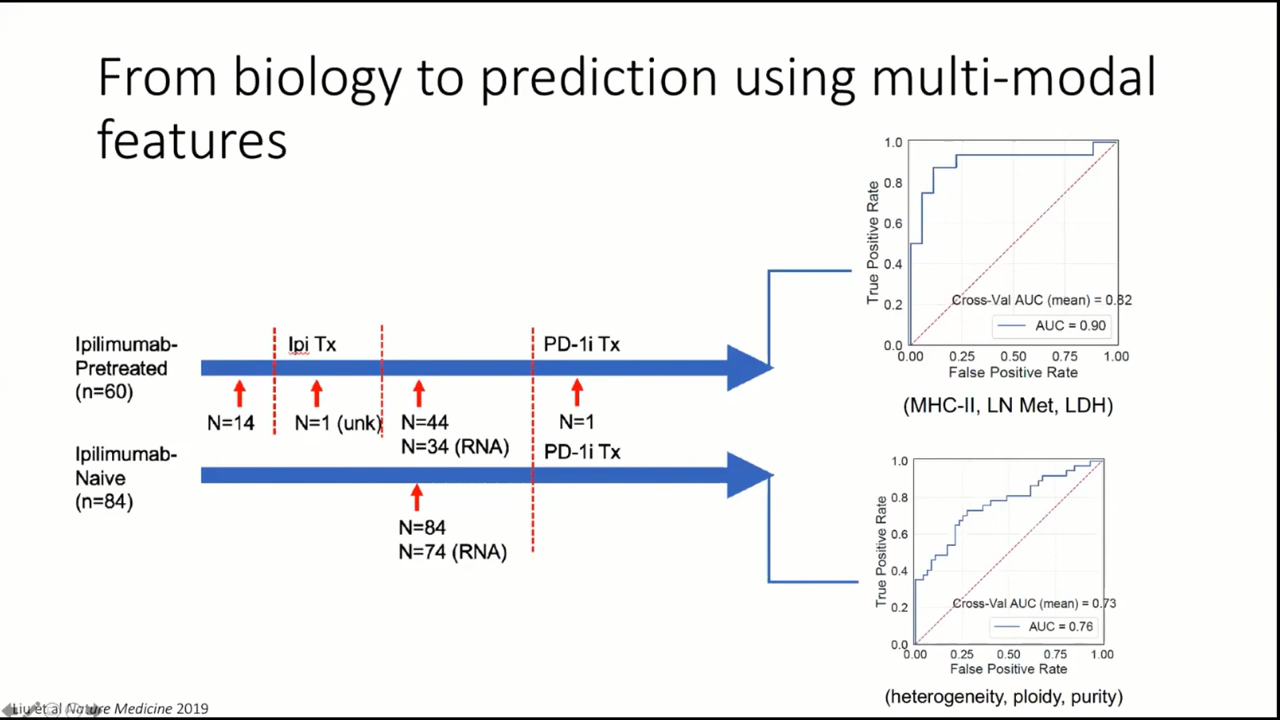 From biology to prediction using multi-modal
features
Ipilimumab-
Pretreated
(n=60)
Ipi Tx
PD-1i Tx
N=14
N=1 (unk)
N=44
N=34 (RNA)
N=1
Ipilimumab-
Naive
(n=84)
PD-1i Tx
N=84
N=74 (RNA)
True Positive Rate
1.0
0.8
0.6
0.4
0.2
0.0
Cross-Val AUC (mean) = 0.82
AUC = 0.90
0.00 0.25 0.50 0.75 1.00
False Positive Rate
(MHC-II, LN Met, LDH)
True Positive Rate
1.0
0.8
0.6
0.4
0.2
0.0
Cross-Val AUC (mean) = 0.73
AUC = 0.76
0.00 0.25 0.50 0.75 1.00
False Positive Rate
(heterogeneity, ploidy, purity)
Liu et al Nature Medicine 2019